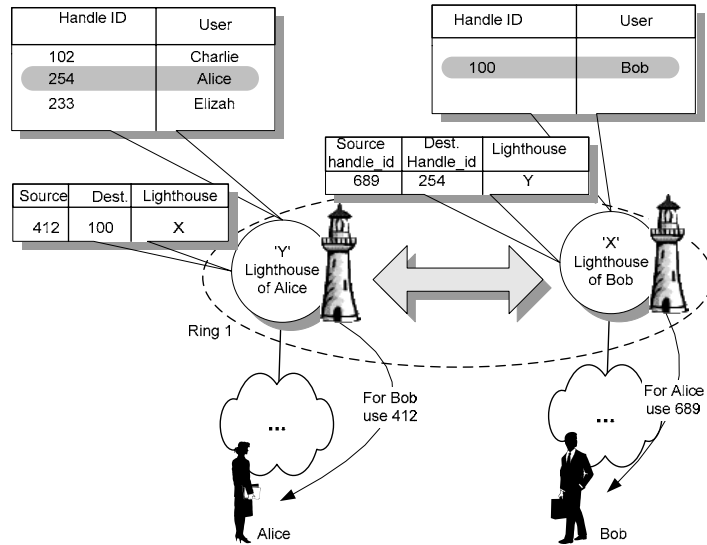 Handle ID User
102 Charlie
254 Alice
233 Elizah
Handle ID User
100 Bob
Source handle_id Dest. Handle_id Lighthouse
689 254 Y
Source Dest. Lighthouse
412 100 X
'Y'
Lighthouse
of Alice
'X'
Lighthouse
of Bob
Ring 1
For Bob
use 412
For Alice
use 689
...
...
Alice
Bob